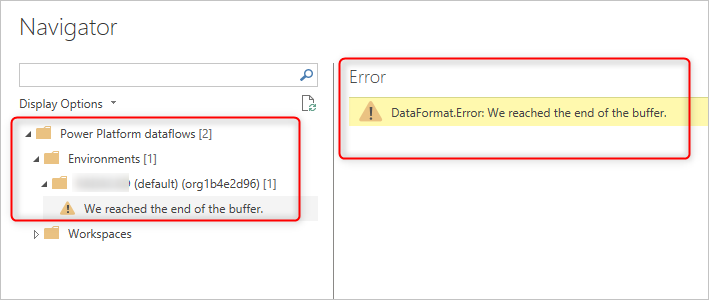 Navigator
Display Options
Error
DataFormat.Error: We reached the end of the buffer.
Power Platform dataflows [2]
Environments [1]
(default) (org1b4e2d96) [1]
We reached the end of the buffer.
Workspaces